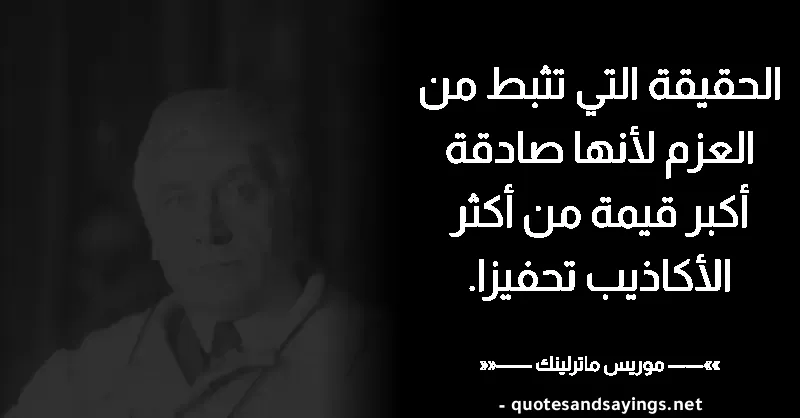 الحقيقة التي تثبط من
العزم لأنها صادقة
أكبر قيمة من أكثر
الأكاذيب تحفيزا.
»—— موريس ماترلينك ——««
- quotesandsayings.net